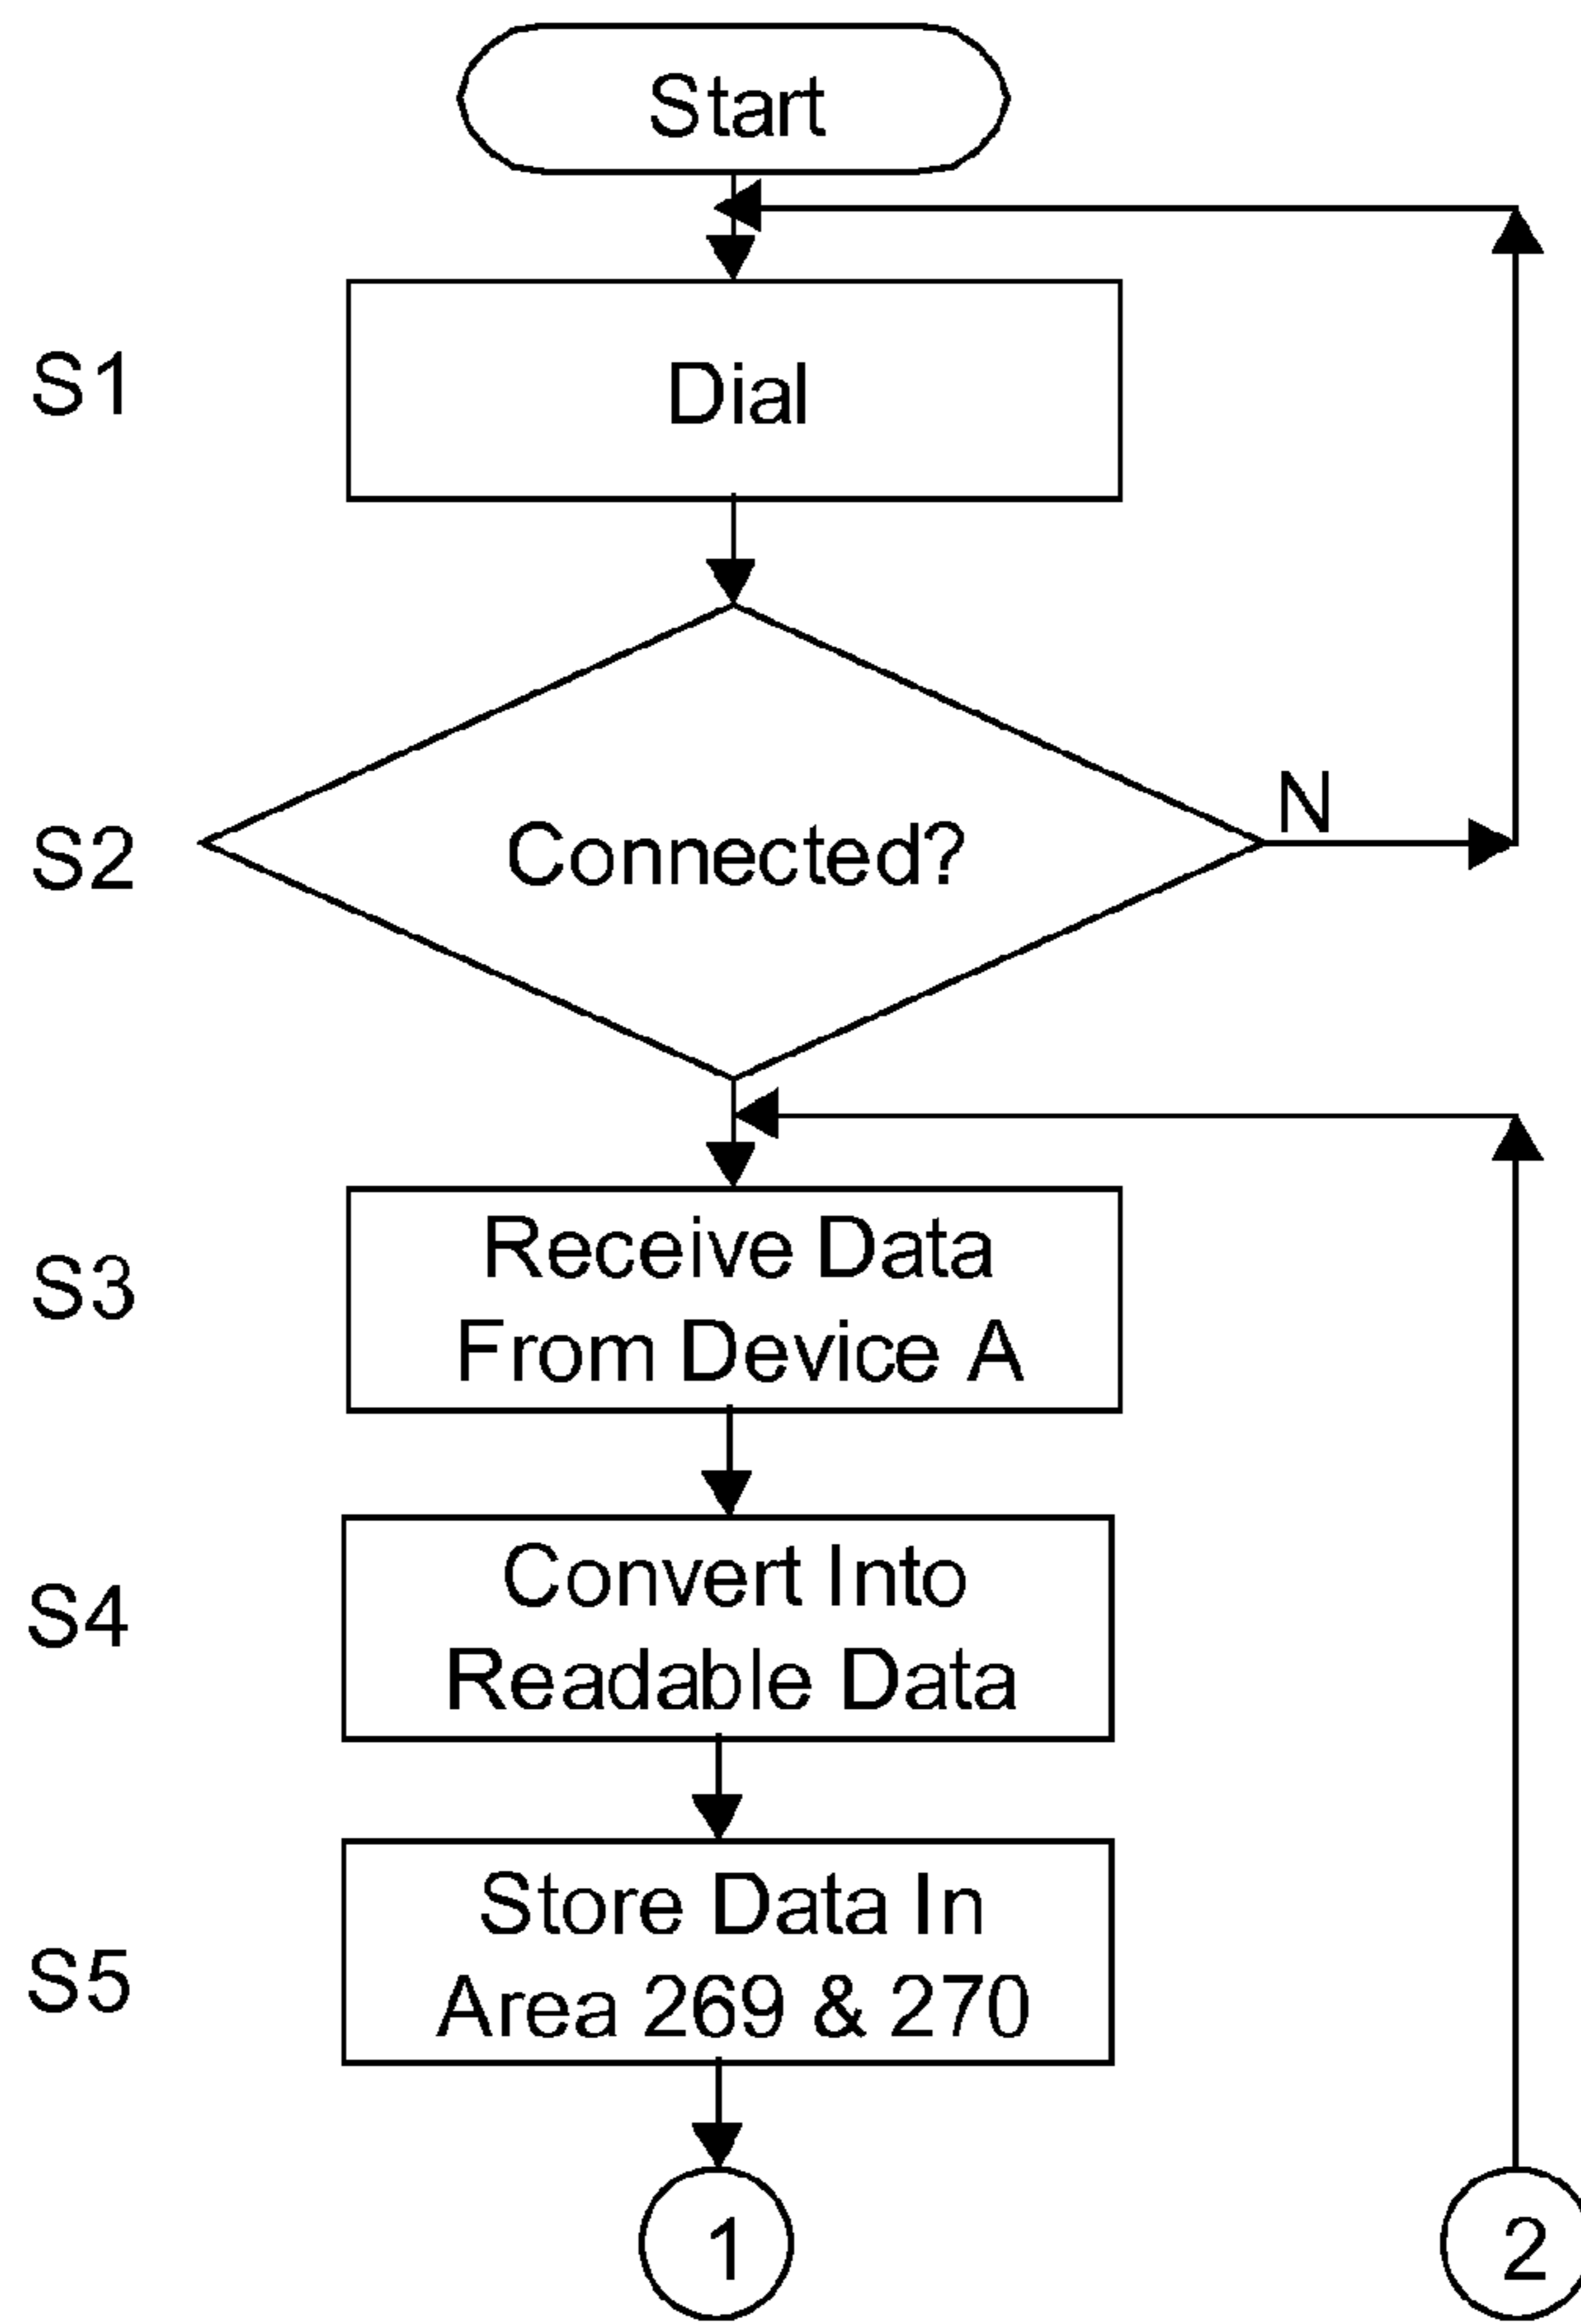 Start
S1
Dial
S2
Connected?
N
S3
Receive Data
From Device A
S4
Convert Into
Readable Data
S5
Store Data In
Area 269 & 270
1
2